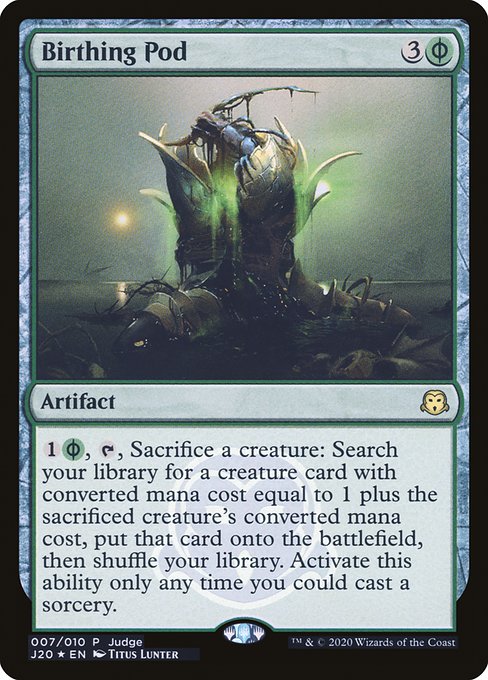 Birthing Pod 3
Artifact
1 , , Sacrifice a creature: Search
your library for a creature card with
converted mana cost equal to 1 plus the
sacrificed creature's converted mana
cost, put that card onto the battlefield,
then shuffle your library. Activate this
ability only any time you could cast a
sorcery.
007/010 P Judge
J20 ★ EN Titus Lunter
™ & © 2020 Wizards of the Coast